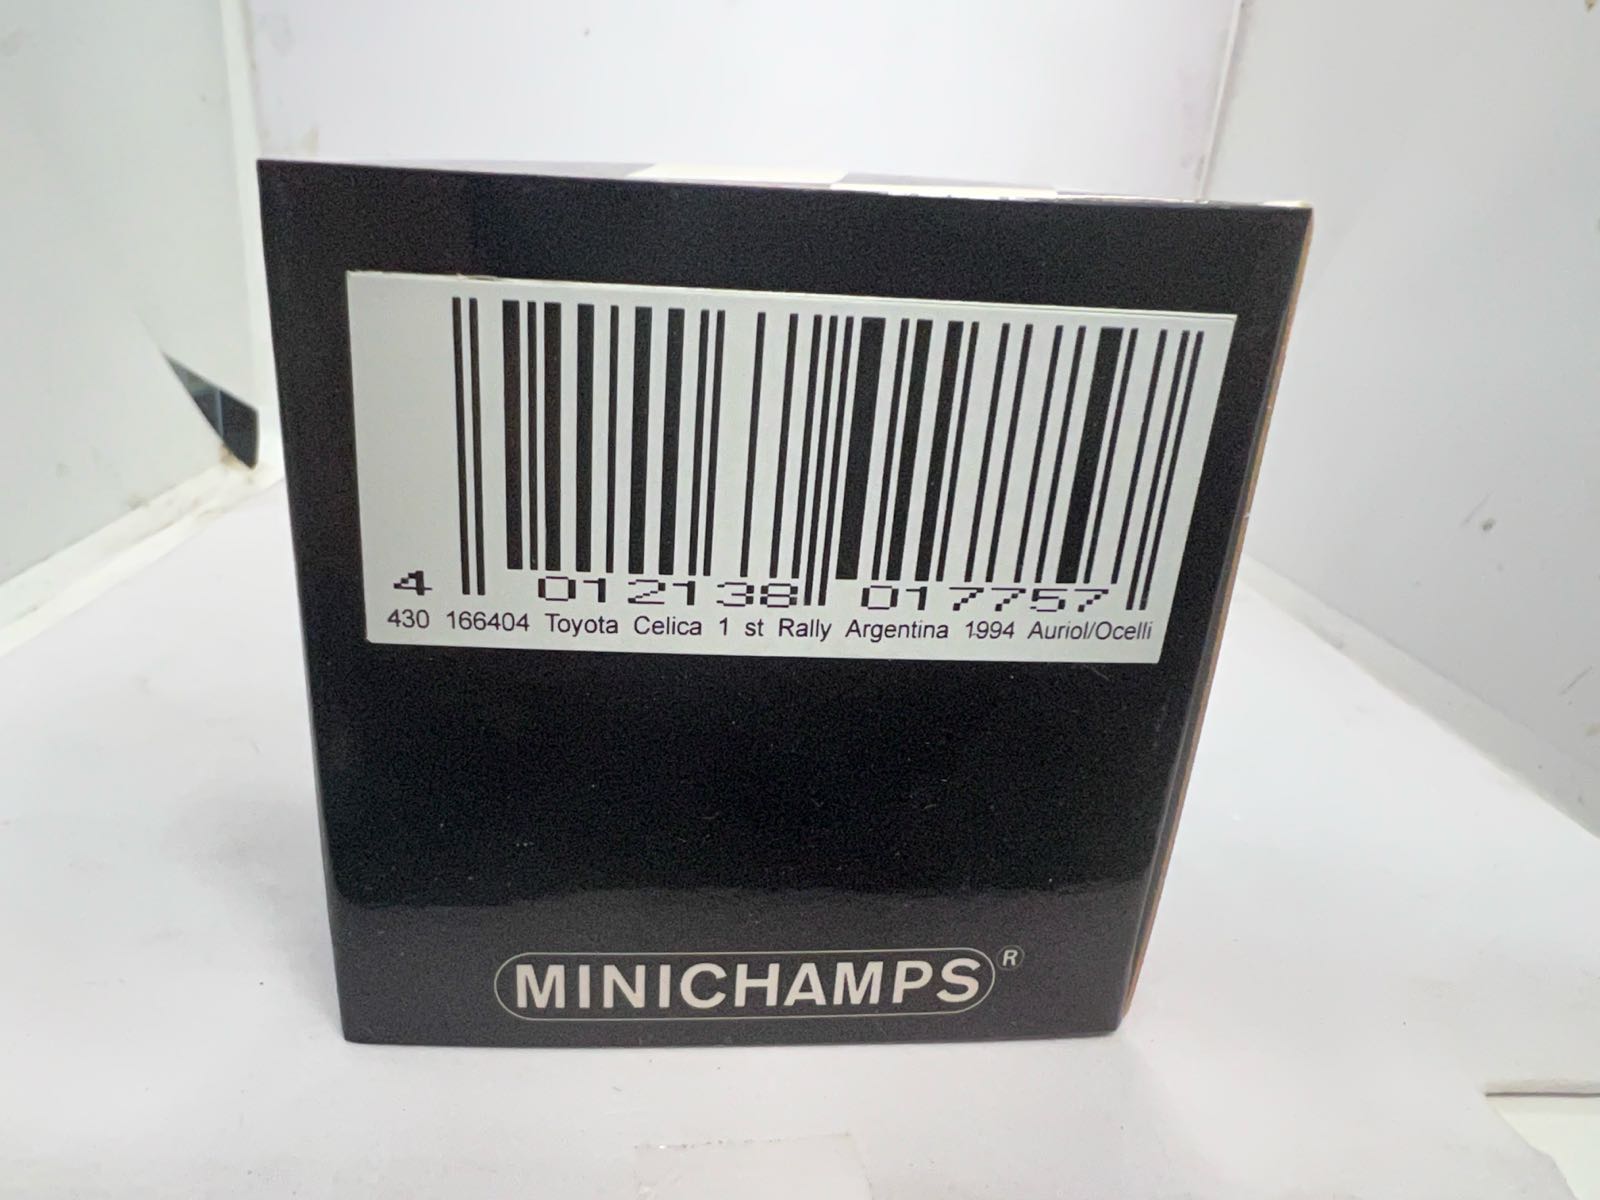 4 012138 017757
430 166404 Toyota Celica 1 st Rally Argentina 1994 Auriol/Ocelli
MINICHAMPS®